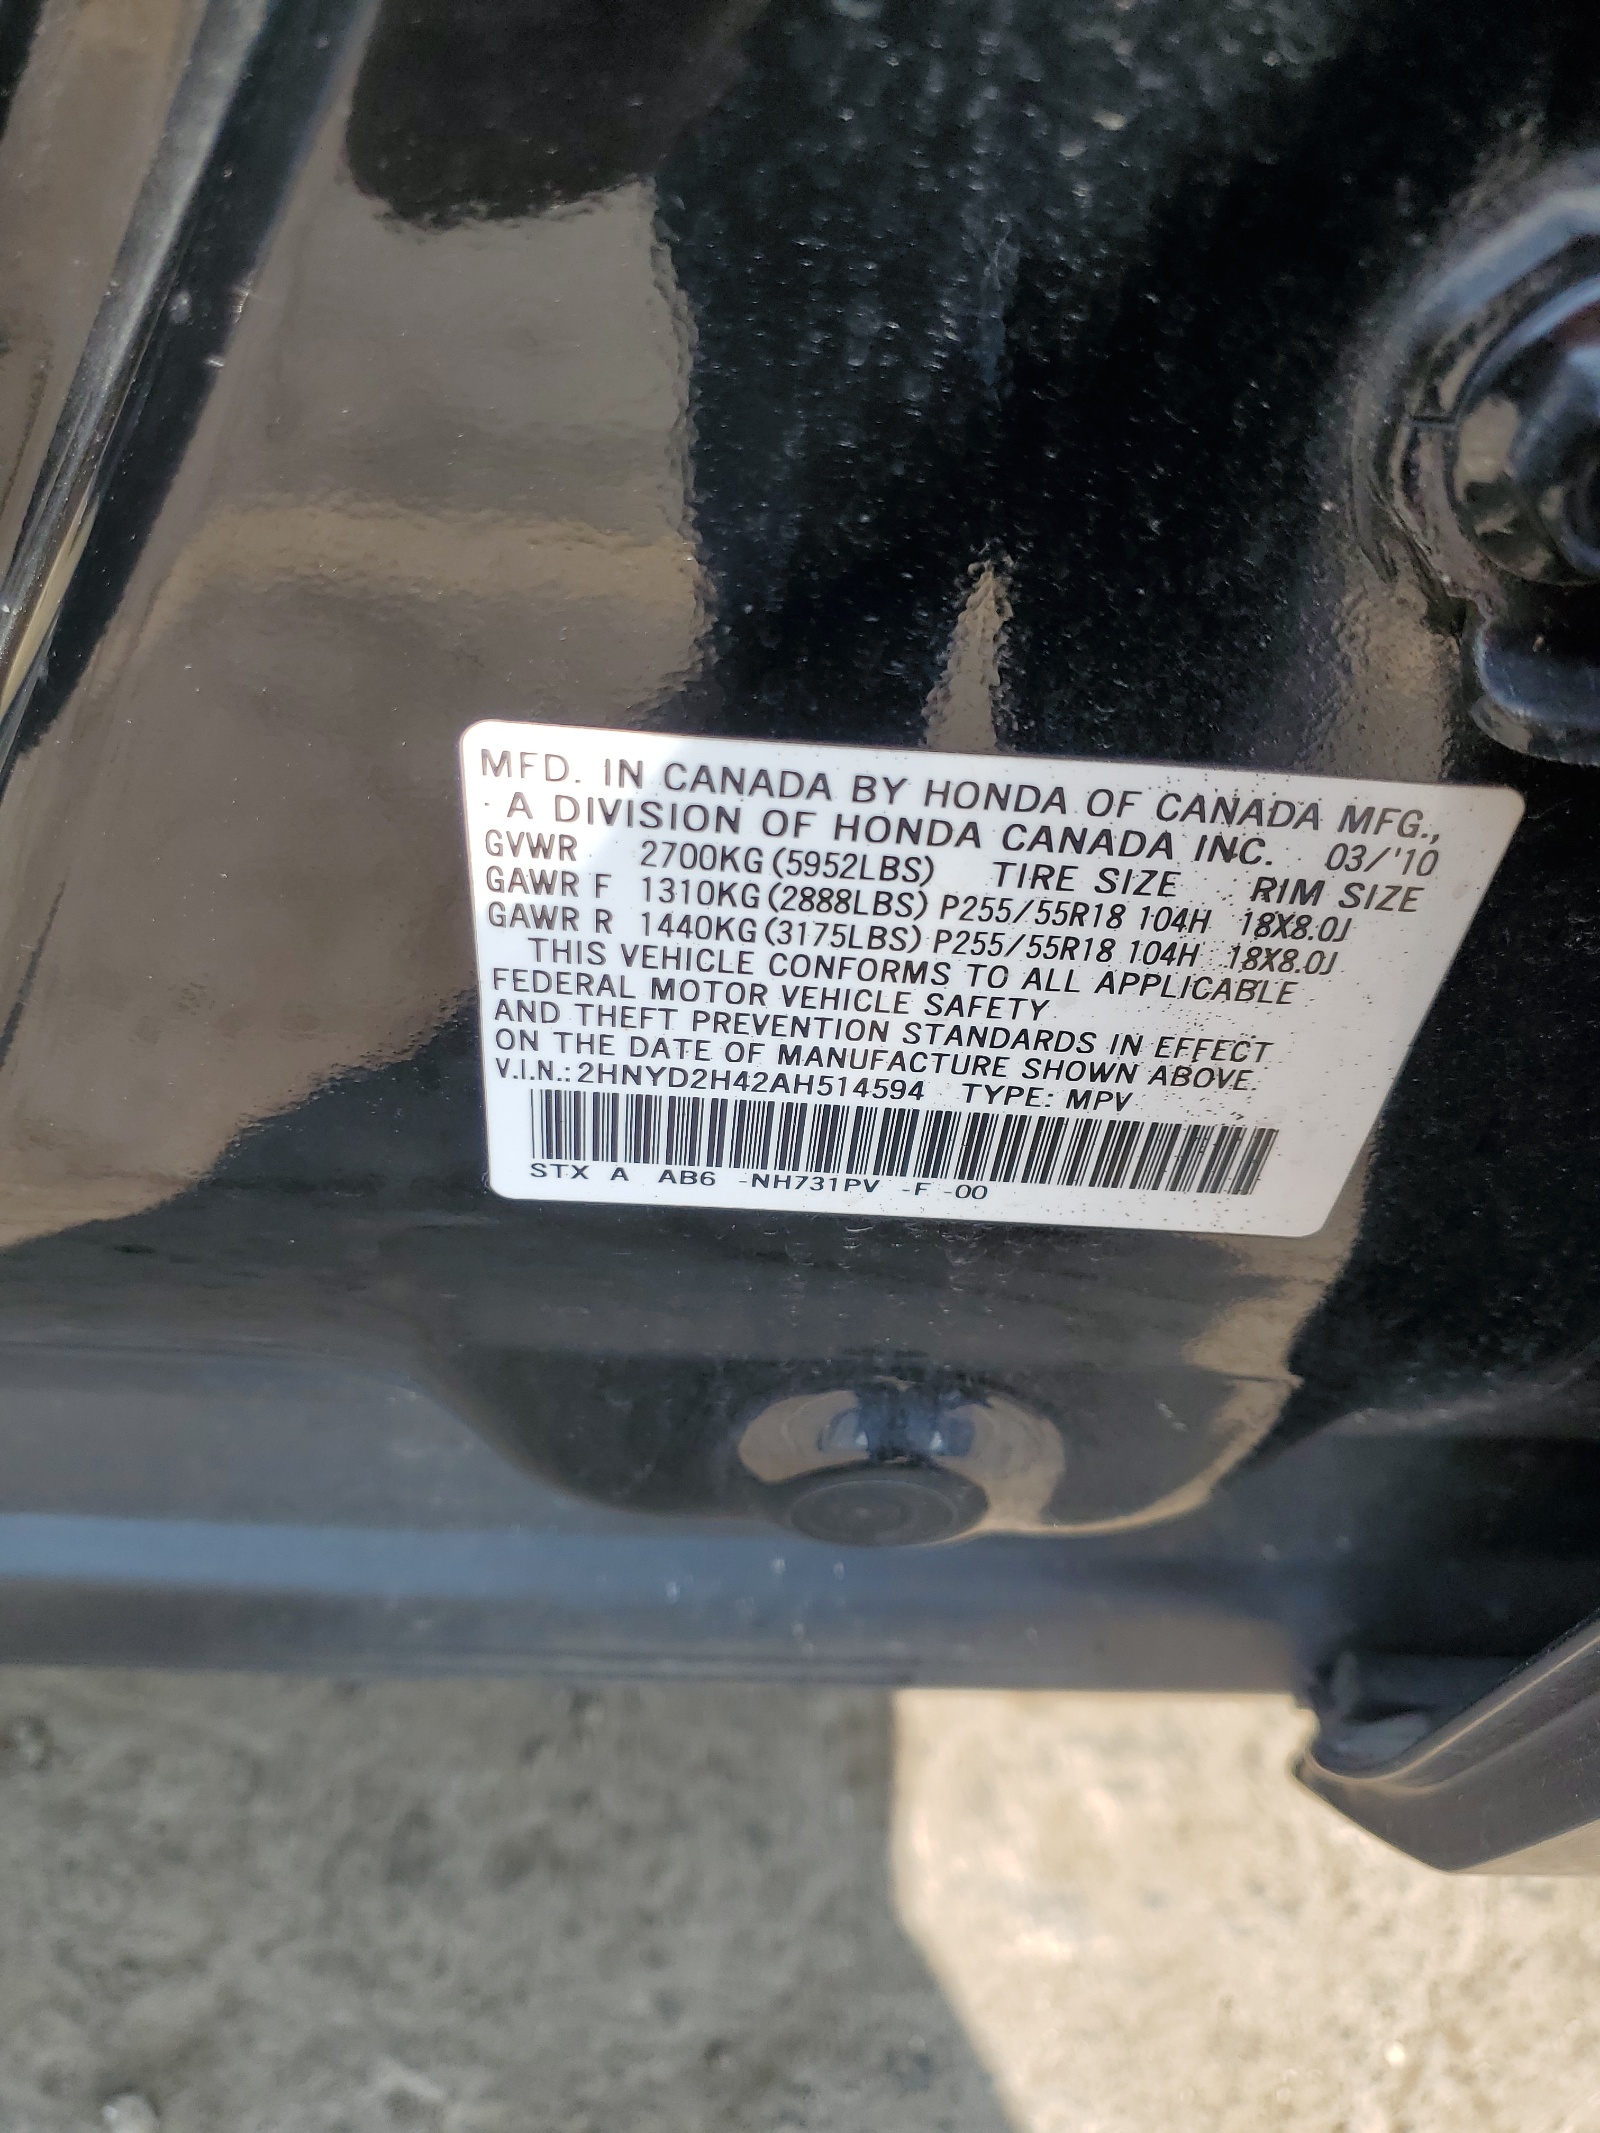 MFD. IN CANADA BY HONDA OF CANADA MFG.,
A DIVISION OF HONDA CANADA INC. 03/'10
GVWR 2700KG (5952LBS) TIRE SIZE RIM SIZE
GAWR F 1310KG (2888LBS) P255/55R18 104H 18X8.0J
GAWR R 1440KG (3175LBS) P255/55R18 104H 18X8.0J
THIS VEHICLE CONFORMS TO ALL APPLICABLE
FEDERAL MOTOR VEHICLE SAFETY
AND THEFT PREVENTION STANDARDS IN EFFECT
ON THE DATE OF MANUFACTURE SHOWN ABOVE.
V.I.N.: 2HNYD2H42AH514594 TYPE: MPV
STX A AB6 -NH731PV -F -00